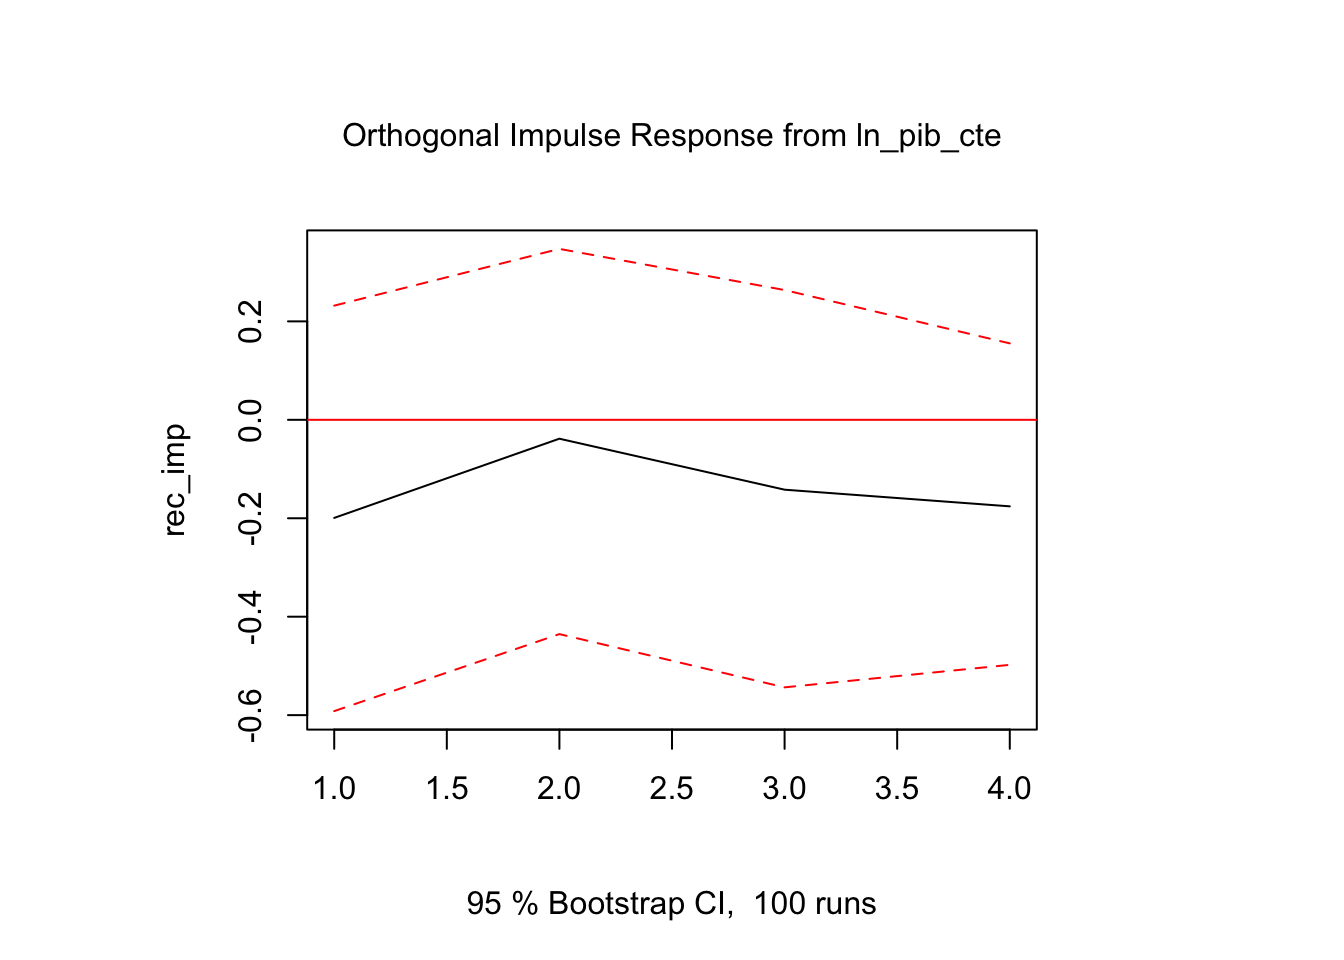 Orthogonal Impulse Response from ln_pib_cte
rec_imp
0.2
0.0
-0.2
-0.4
-0.6
1.0 1.5 2.0 2.5 3.0 3.5 4.0
95 % Bootstrap CI,  100 runs